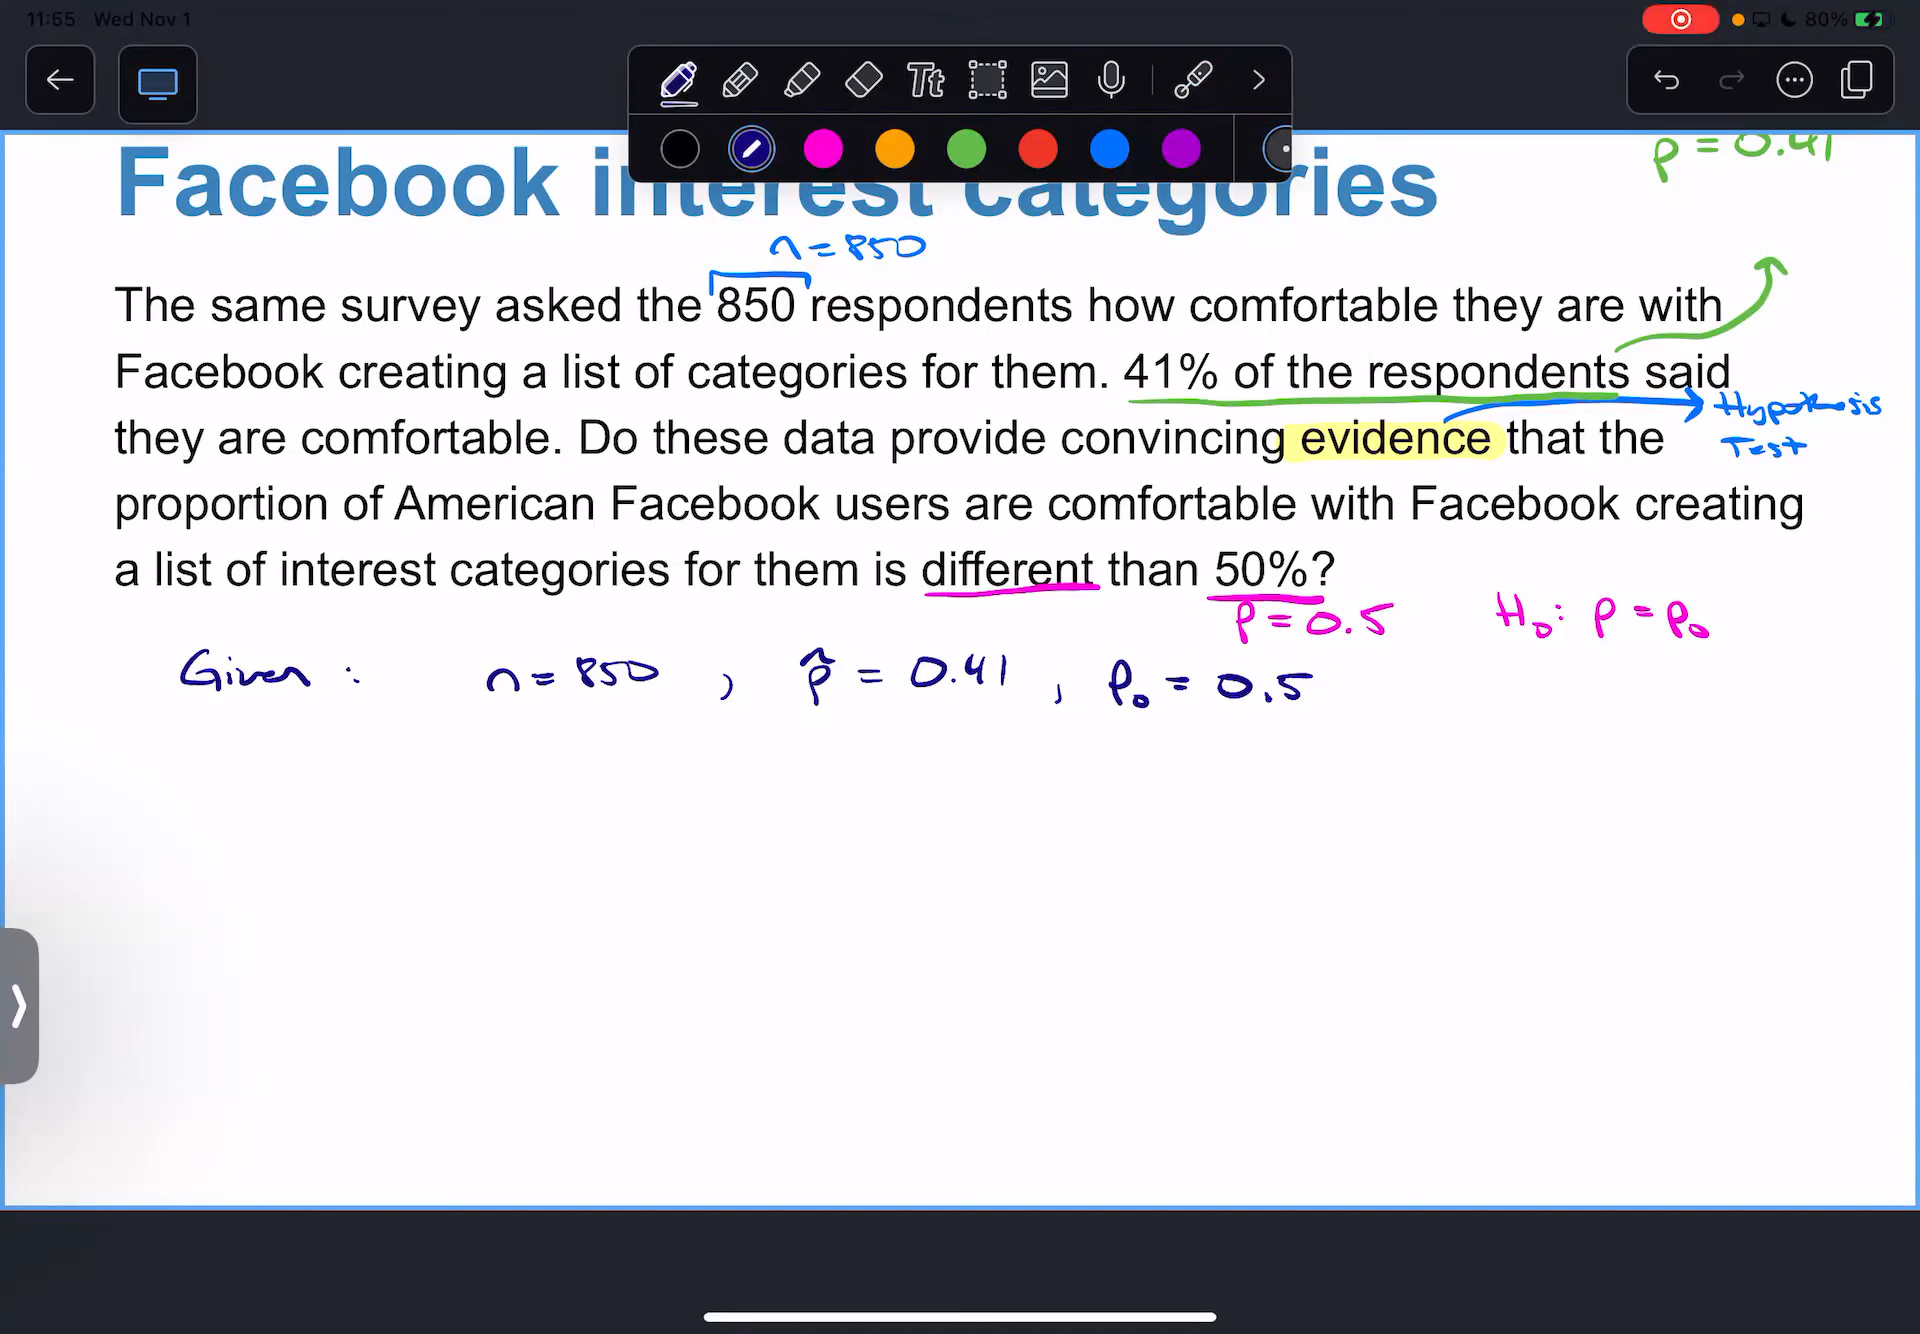 11:55 Wed Nov 1
80%
Tt
Facebook interest categories
p = 0.41
n = 850
The same survey asked the 850 respondents how comfortable they are with
Facebook creating a list of categories for them. 41% of the respondents said
Hypothesis
Test
they are comfortable. Do these data provide convincing evidence that the
proportion of American Facebook users are comfortable with Facebook creating
a list of interest categories for them is different than 50%?
p = 0.5 H₀: p = p₀
Given : n = 850 , p̂ = 0.41 , p₀ = 0.5